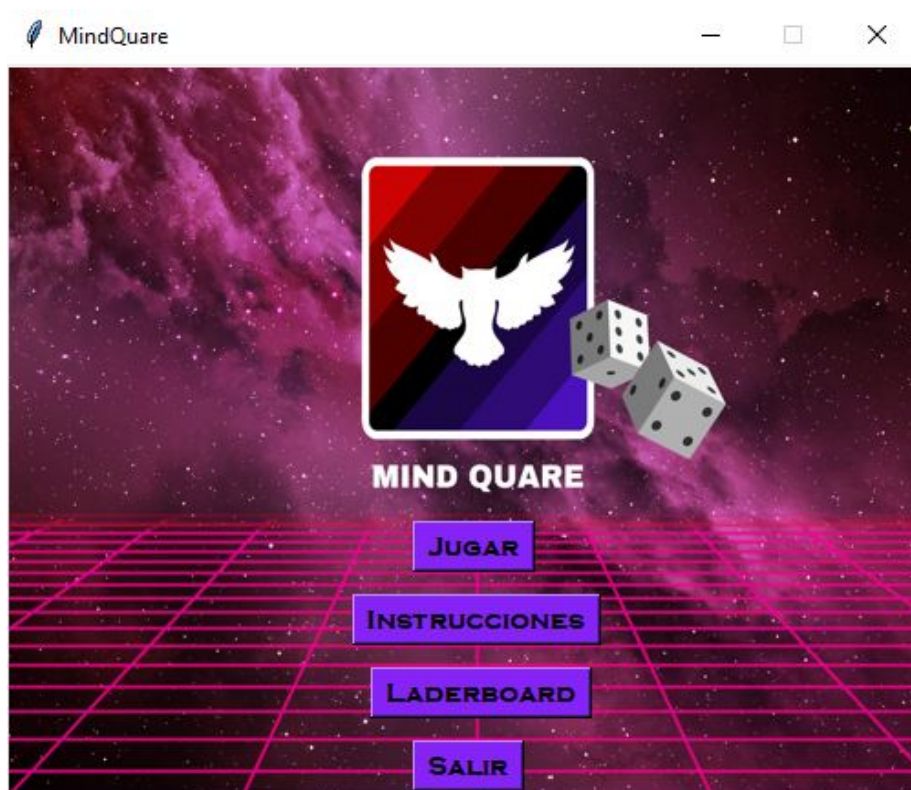 MindQuare
MIND QUARE
JUGAR
INSTRUCCIONES
LADERBOARD
SALIR